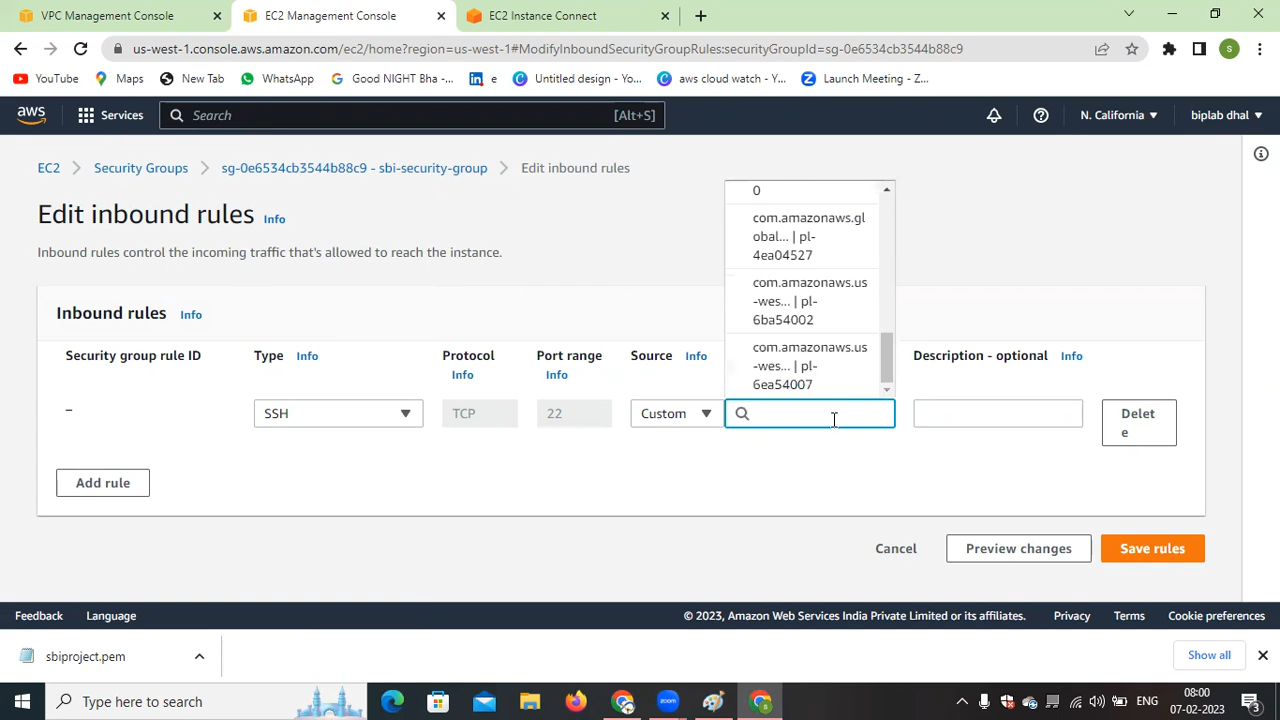 VPC Management Console
EC2 Management Console
EC2 Instance Connect
us-west-1.console.aws.amazon.com/ec2/home?region=us-west-1#ModifyInboundSecurityGroupRules:securityGroupId=sg-0e6534cb3544b88c9
S
YouTube
Maps
New Tab
WhatsApp
Good NIGHT Bha -...
e
Untitled design - Yo...
aws cloud watch - Y...
Launch Meeting - Z...
aws
Services
Search
[Alt+S]
N. California
biplab dhal
EC2
Security Groups
sg-0e6534cb3544b88c9 - sbi-security-group
Edit inbound rules
Edit inbound rules
Info
Inbound rules control the incoming traffic that's allowed to reach the instance.
Inbound rules
Info
Security group rule ID
Type Info
Protocol
Info
Port range
Info
Source Info
Description - optional Info
0
com.amazonaws.gl
obal... | pl-
4ea04527
com.amazonaws.us
-wes... | pl-
6ba54002
com.amazonaws.us
-wes... | pl-
6ea54007
–
SSH
TCP
22
Custom
Delet
e
Add rule
Cancel
Preview changes
Save rules
Feedback
Language
© 2023, Amazon Web Services India Private Limited or its affiliates.
Privacy
Terms
Cookie preferences
sbiproject.pem
Show all
Type here to search
zoom
ENG
08:00
07-02-2023
3